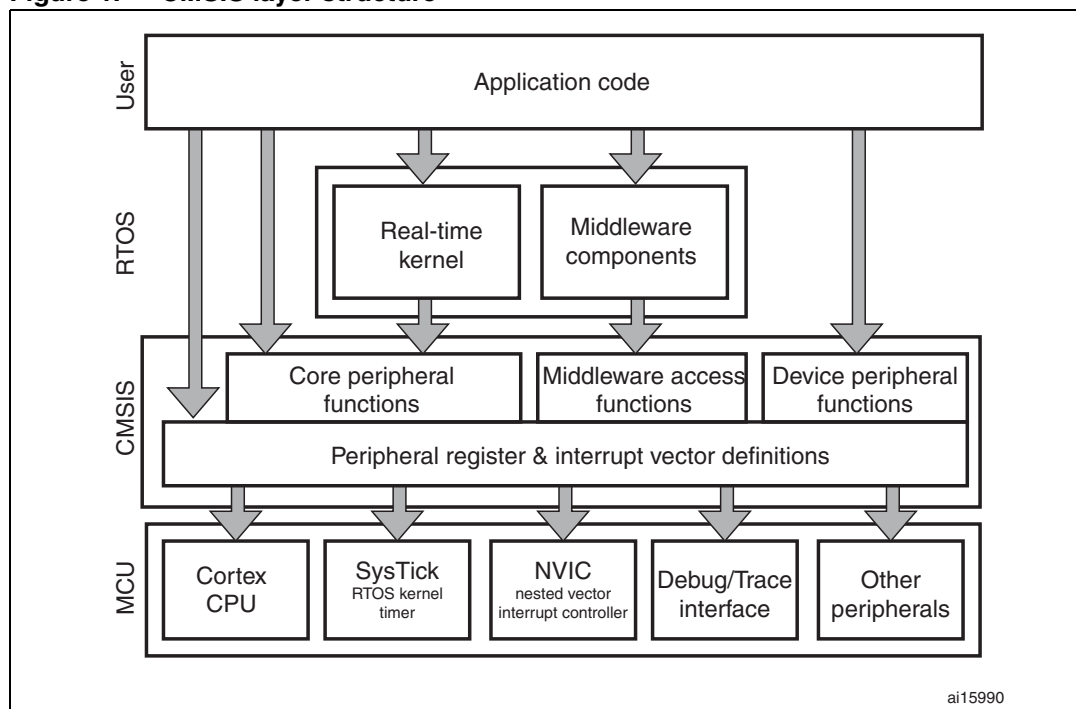 User
Application code
RTOS
Real-time
kernel
Middleware
components
CMSIS
Core peripheral
functions
Middleware access
functions
Device peripheral
functions
Peripheral register & interrupt vector definitions
MCU
Cortex
CPU
SysTick
RTOS kernel
timer
NVIC
nested vector
interrupt controller
Debug/Trace
interface
Other
peripherals
ai15990